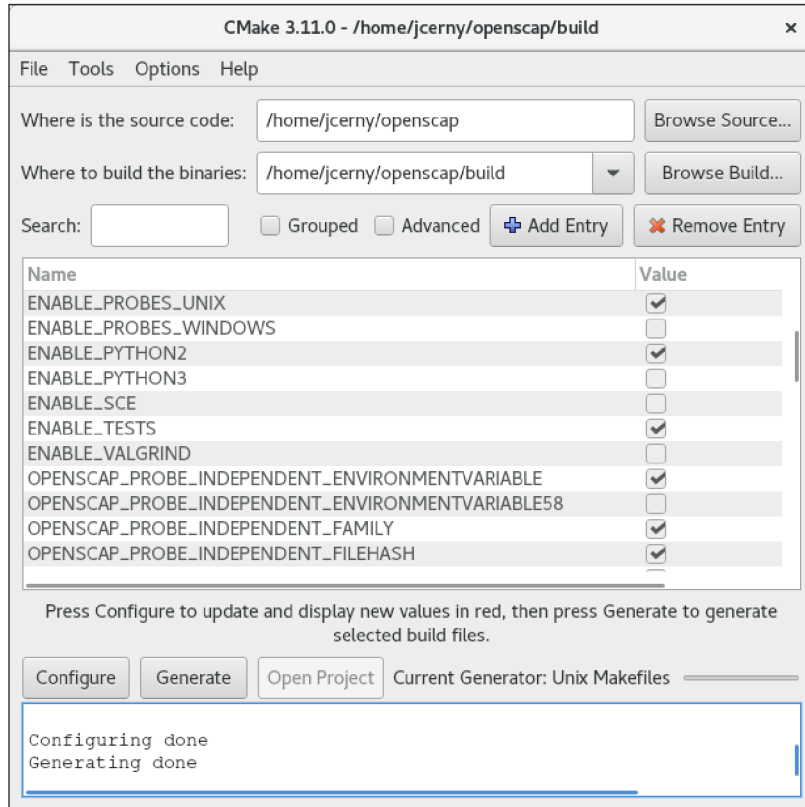 CMake 3.11.0 - /home/jcerny/openscap/build
File Tools Options Help
Where is the source code: /home/jcerny/openscap Browse Source...
Where to build the binaries: /home/jcerny/openscap/build Browse Build...
Search: Grouped Advanced Add Entry Remove Entry
Name Value
ENABLE_PROBES_UNIX
ENABLE_PROBES_WINDOWS
ENABLE_PYTHON2
ENABLE_PYTHON3
ENABLE_SCE
ENABLE_TESTS
ENABLE_VALGRIND
OPENSCAP_PROBE_INDEPENDENT_ENVIRONMENTVARIABLE
OPENSCAP_PROBE_INDEPENDENT_ENVIRONMENTVARIABLE58
OPENSCAP_PROBE_INDEPENDENT_FAMILY
OPENSCAP_PROBE_INDEPENDENT_FILEHASH
Press Configure to update and display new values in red, then press Generate to generate
selected build files.
Configure Generate Open Project Current Generator: Unix Makefiles
Configuring done
Generating done